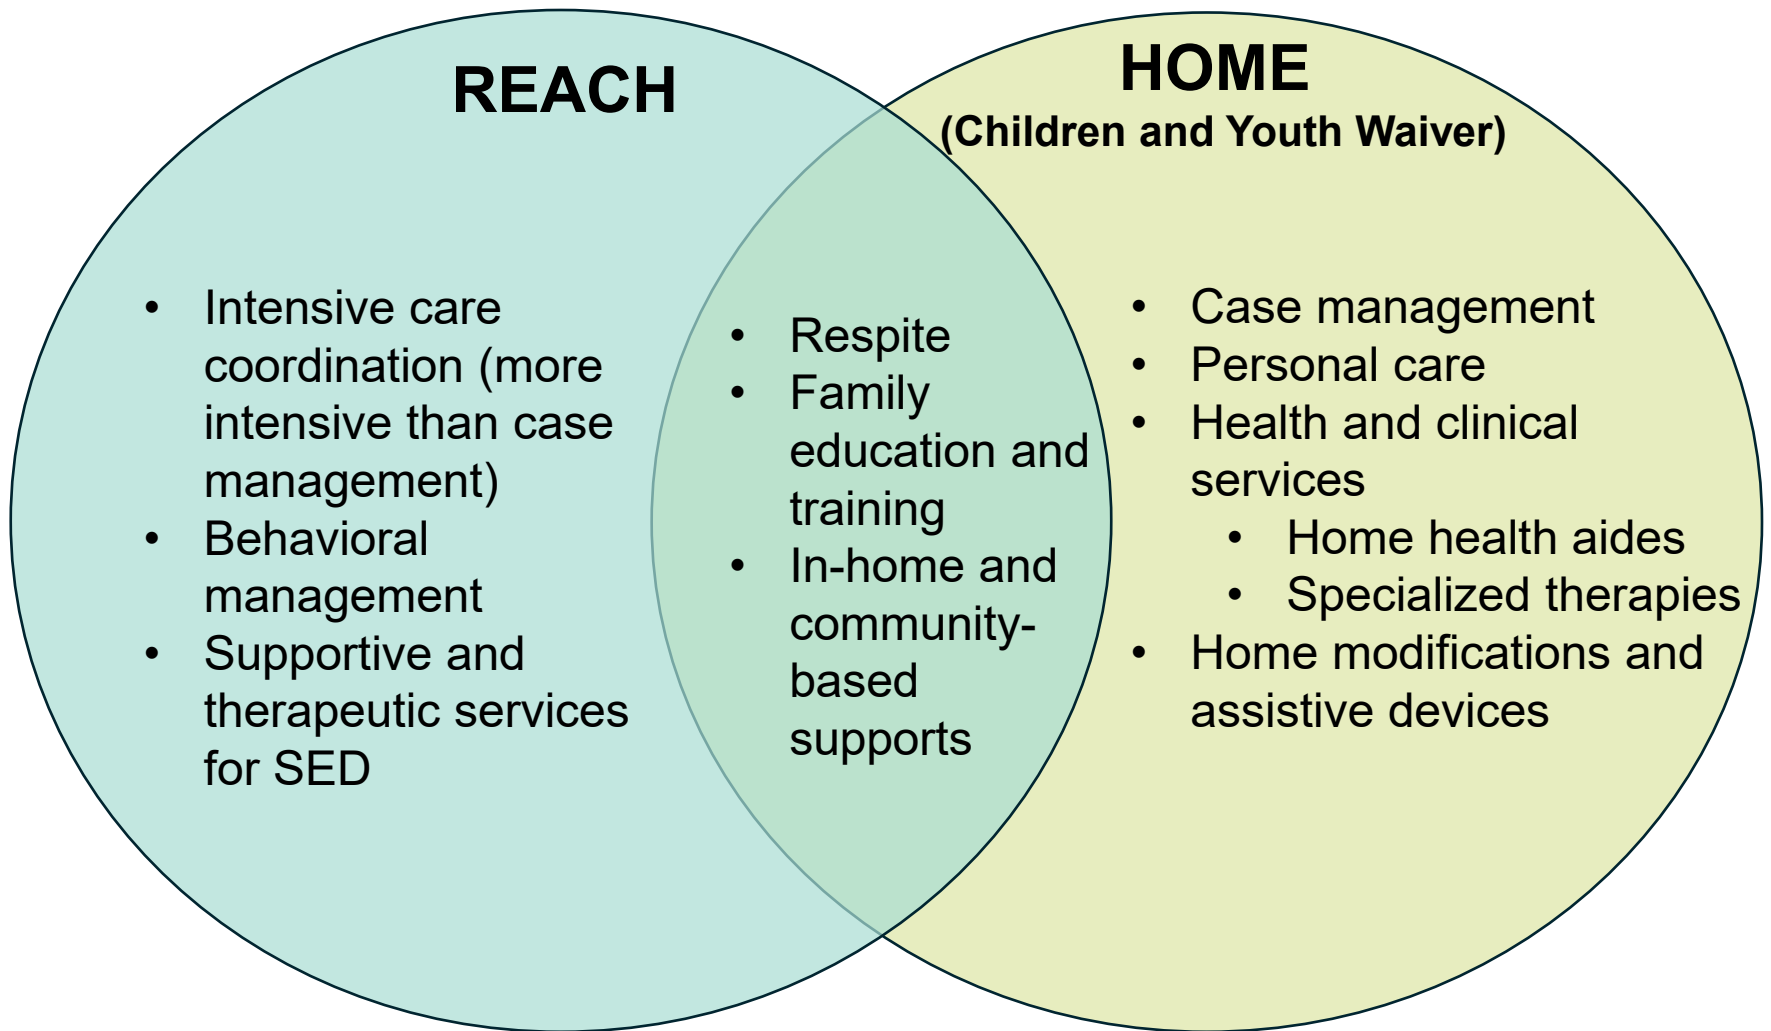 REACH
• Intensive care
coordination (more
intensive than case
management)
• Behavioral
management
• Supportive and
therapeutic services
for SED
• Respite
• Family
education and
training
• In-home and
community-
based
supports
HOME
(Children and Youth Waiver)
• Case management
• Personal care
• Health and clinical
services
• Home health aides
• Specialized therapies
• Home modifications and
assistive devices